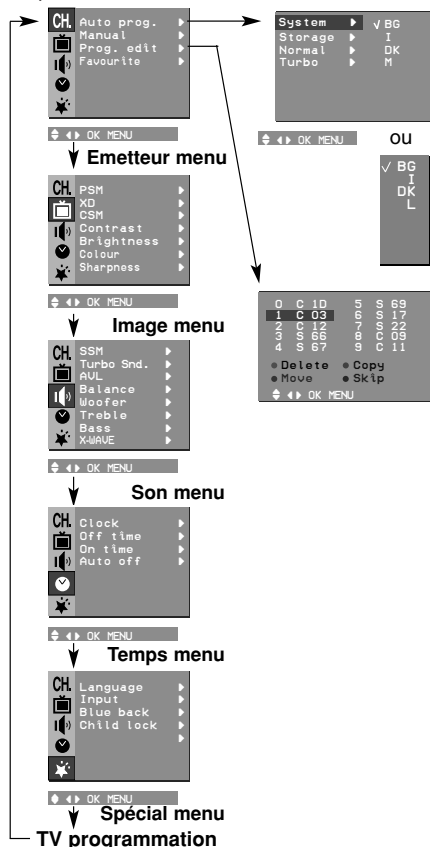 CH.
Auto prog.
Manual
Prog. edit
Favourite
OK MENU
System
Storage
Normal
Turbo
√ BG
I
DK
M
OK MENU
ou
√ BG
I
DK
L
Emetteur menu
CH.
PSM
XD
CSM
Contrast
Brightness
Colour
Sharpness
OK MENU
0 C 1D 5 S 69
1 C 03 6 S 17
2 C 12 7 S 22
3 S 66 8 C 09
4 S 67 9 C 11
Delete Copy
Move Skip
OK MENU
Image menu
CH.
SSM
Turbo Snd.
AVL
Balance
Woofer
Treble
Bass
X-WAVE
OK MENU
Son menu
CH.
Clock
Off time
On time
Auto off
OK MENU
Temps menu
CH.
Language
Input
Blue back
Child lock
OK MENU
Spécial menu
TV programmation